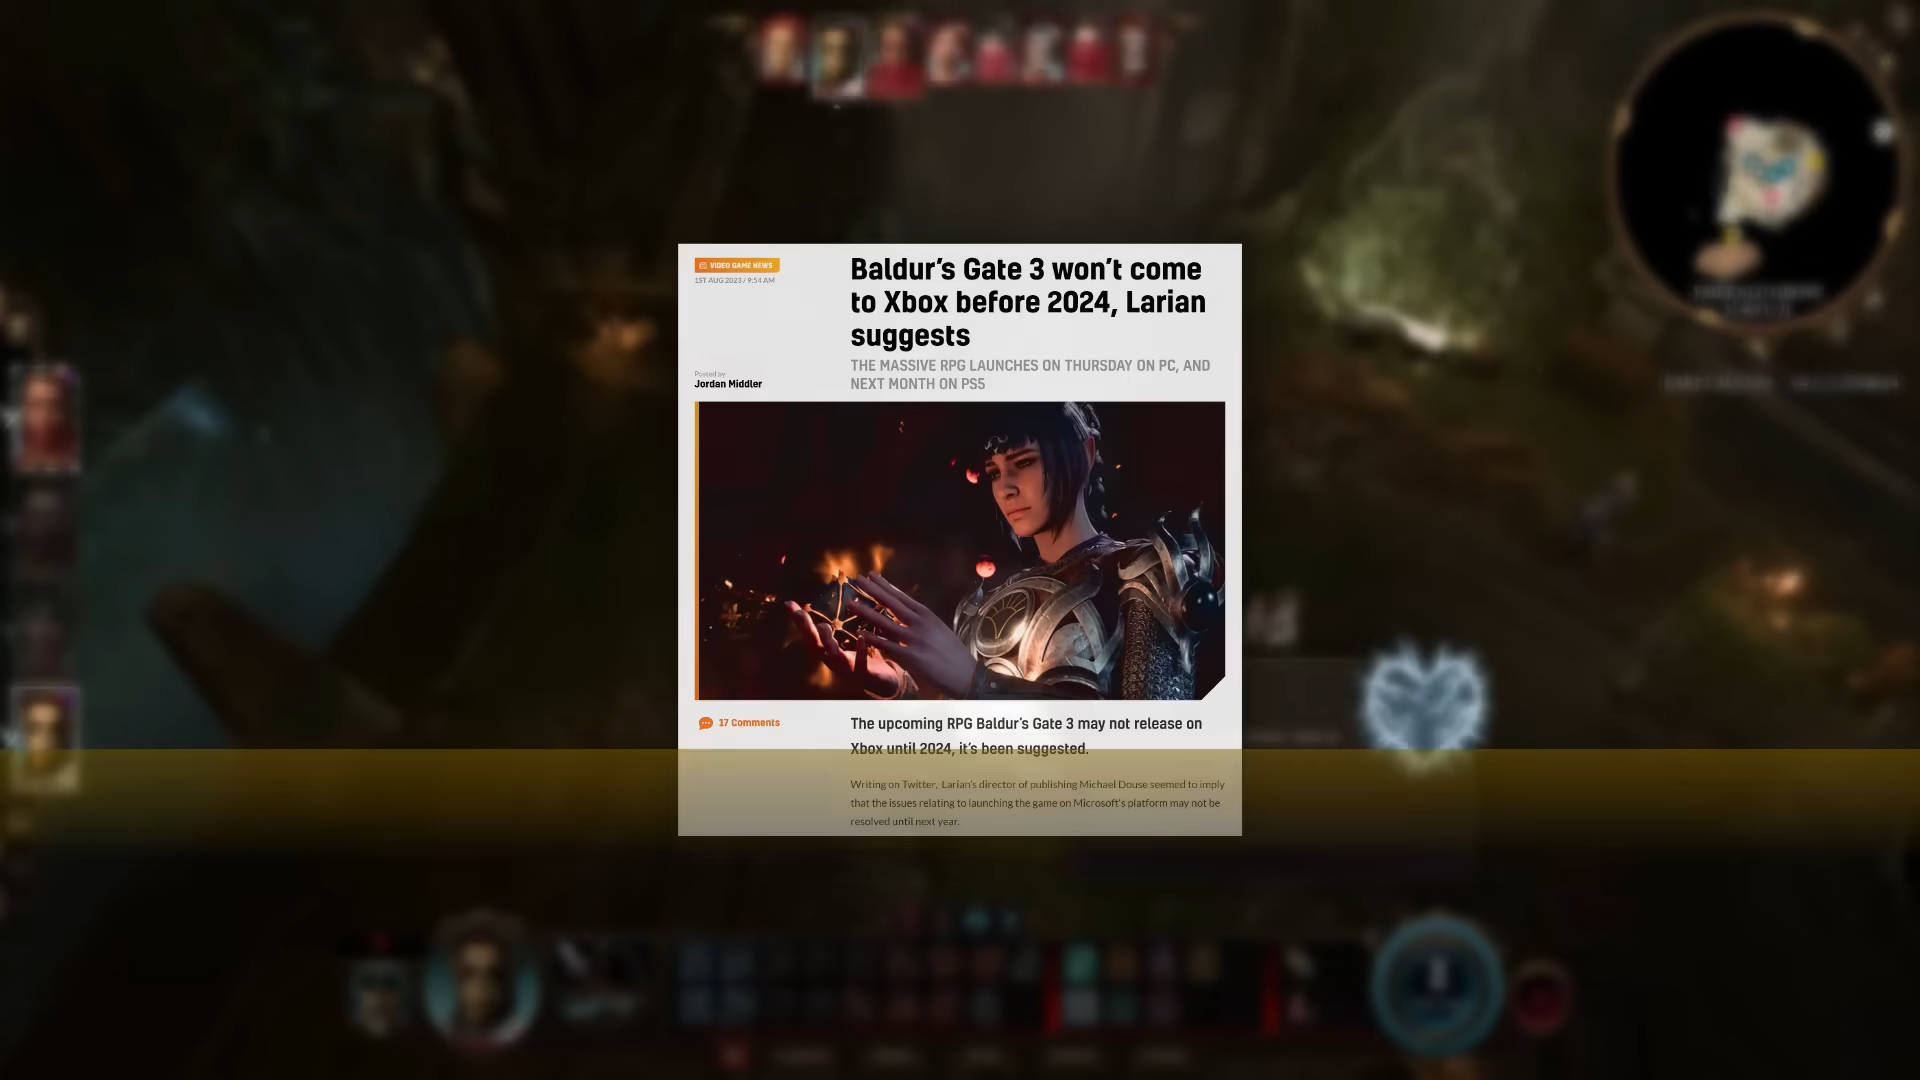 VIDEO GAME NEWS
1ST AUG 2023 / 9:54 AM
Baldur's Gate 3 won't come
to Xbox before 2024, Larian
suggests
THE MASSIVE RPG LAUNCHES ON THURSDAY ON PC, AND
NEXT MONTH ON PS5
Posted by
Jordan Middler
17 Comments
The upcoming RPG Baldur's Gate 3 may not release on
Xbox until 2024, it's been suggested.
Writing on Twitter, Larian's director of publishing Michael Douse seemed to imply
that the issues relating to launching the game on Microsoft's platform may not be
resolved until next year.